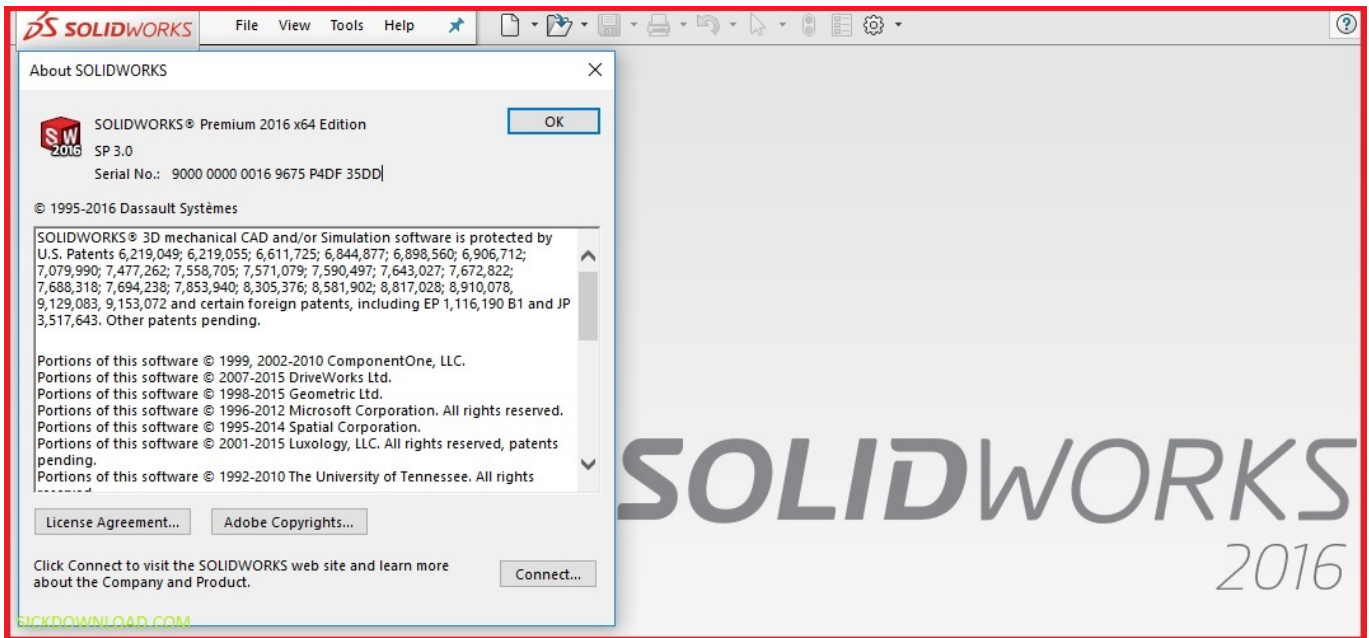 SOLIDWORKS File View Tools Help
About SOLIDWORKS
SOLIDWORKS® Premium 2016 x64 Edition
OK
SW
2016
SP 3.0
Serial No.: 9000 0000 0016 9675 P4DF 35DD
© 1995-2016 Dassault Systèmes
SOLIDWORKS® 3D mechanical CAD and/or Simulation software is protected by
U.S. Patents 6,219,049; 6,219,055; 6,611,725; 6,844,877; 6,898,560; 6,906,712;
7,079,990; 7,477,262; 7,558,705; 7,571,079; 7,590,497; 7,643,027; 7,672,822;
7,688,318; 7,694,238; 7,853,940; 8,305,376; 8,581,902; 8,817,028; 8,910,078,
9,129,083, 9,153,072 and certain foreign patents, including EP 1,116,190 B1 and JP
3,517,643. Other patents pending.
Portions of this software © 1999, 2002-2010 ComponentOne, LLC.
Portions of this software © 2007-2015 DriveWorks Ltd.
Portions of this software © 1998-2015 Geometric Ltd.
Portions of this software © 1996-2012 Microsoft Corporation. All rights reserved.
Portions of this software © 1995-2014 Spatial Corporation.
Portions of this software © 2001-2015 Luxology, LLC. All rights reserved, patents
pending.
Portions of this software © 1992-2010 The University of Tennessee. All rights
License Agreement... Adobe Copyrights...
Click Connect to visit the SOLIDWORKS web site and learn more
about the Company and Product.
Connect...
SICKDOWNLOAD.COM
SOLIDWORKS
2016